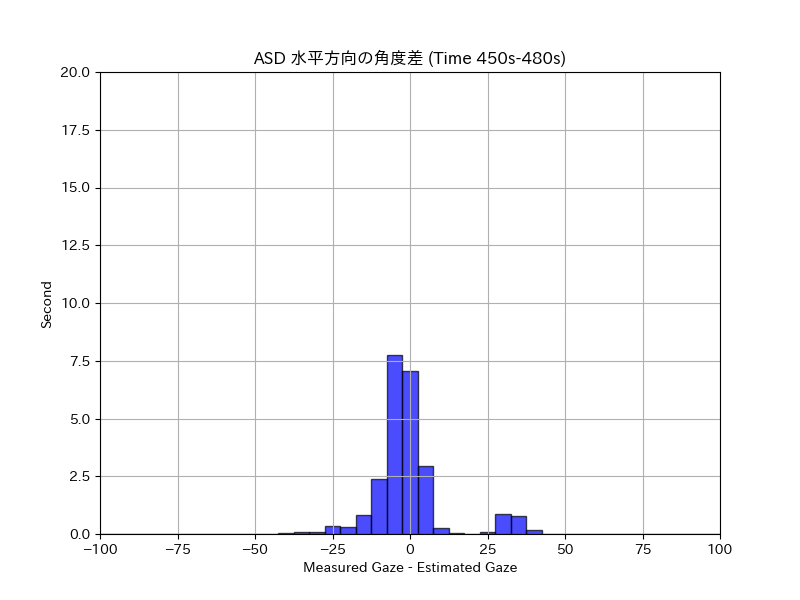 ASD 水平方向の角度差 (Time 450s-480s)
20.0
17.5
15.0
12.5
10.0
7.5
5.0
2.5
0.0
Second
−100 −75 −50 −25 0 25 50 75 100
Measured Gaze - Estimated Gaze